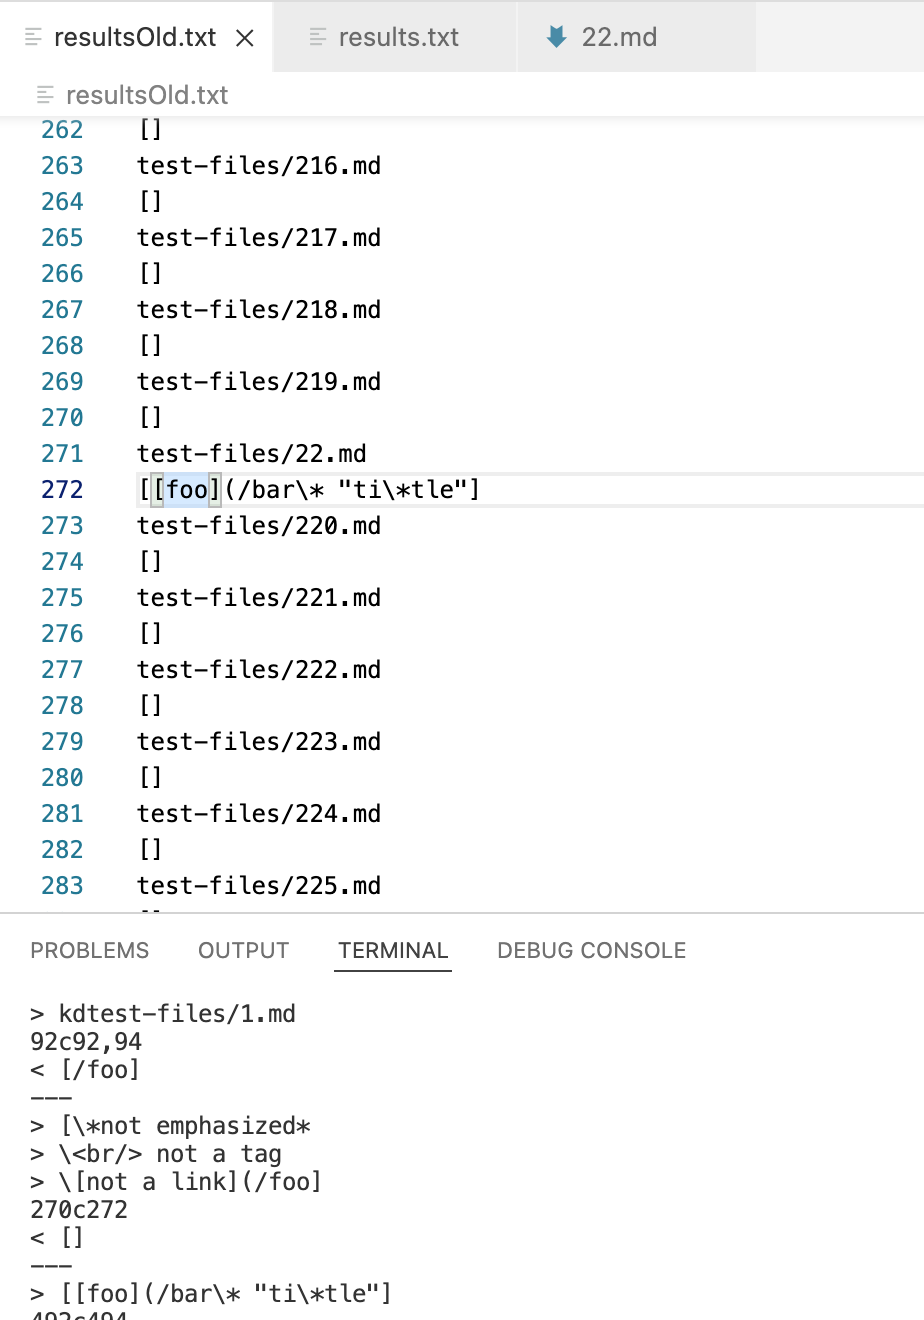 resultsOld.txt × results.txt 22.md
resultsOld.txt
262 []
263 test-files/216.md
264 []
265 test-files/217.md
266 []
267 test-files/218.md
268 []
269 test-files/219.md
270 []
271 test-files/22.md
272 [[foo](/bar\* "ti\*tle"]
273 test-files/220.md
274 []
275 test-files/221.md
276 []
277 test-files/222.md
278 []
279 test-files/223.md
280 []
281 test-files/224.md
282 []
283 test-files/225.md
PROBLEMS OUTPUT TERMINAL DEBUG CONSOLE
> kdtest-files/1.md
92c92,94
< [/foo]
---
> [\*not emphasized*
> \<br/> not a tag
> \[not a link](/foo]
270c272
< []
---
> [[foo](/bar\* "ti\*tle"]